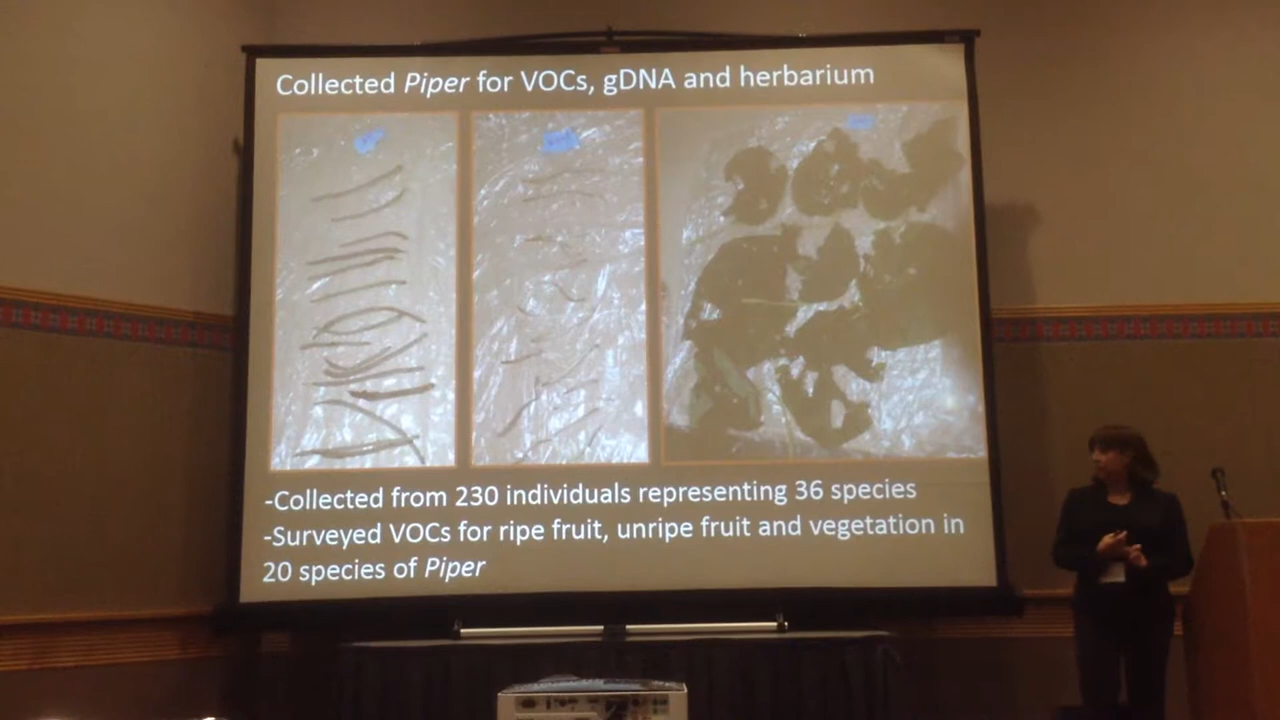 Collected Piper for VOCs, gDNA and herbarium
-Collected from 230 individuals representing 36 species
-Surveyed VOCs for ripe fruit, unripe fruit and vegetation in
20 species of Piper